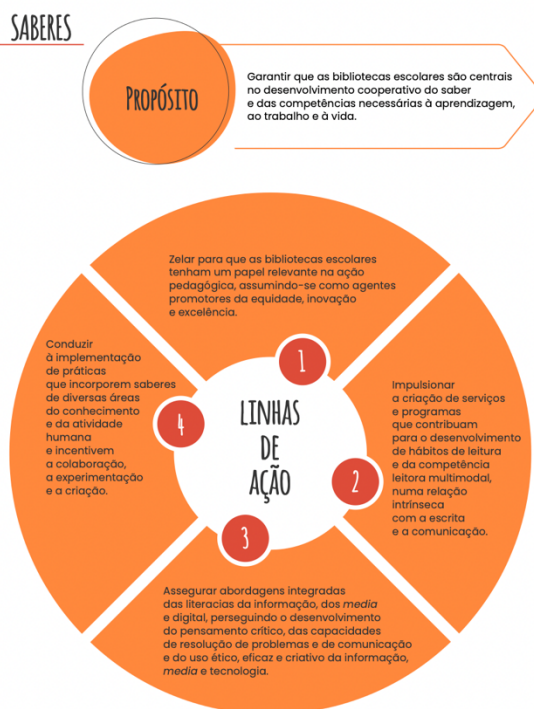 SABERES
PROPÓSITO
Garantir que as bibliotecas escolares são centrais
no desenvolvimento cooperativo do saber
e das competências necessárias à aprendizagem,
ao trabalho e à vida.
Zelar para que as bibliotecas escolares
tenham um papel relevante na ação
pedagógica, assumindo-se como agentes
promotores da equidade, inovação
e excelência.
1
LINHAS
DE
AÇÃO
Impulsionar
a criação de serviços
e programas
que contribuam
para o desenvolvimento
de hábitos de leitura
e da competência
leitora multimodal,
numa relação
intrínseca
com a escrita
e a comunicação.
2
3
Assegurar abordagens integradas
das literacias da informação, dos media
e digital, perseguindo o desenvolvimento
do pensamento crítico, das capacidades
de resolução de problemas e de comunicação
e do uso ético, eficaz e criativo da informação,
media e tecnologia.
Conduzir
à implementação
de práticas
que incorporem saberes
de diversas áreas
do conhecimento
e da atividade
humana
e incentivem
a colaboração,
a experimentação
e a criação.
4